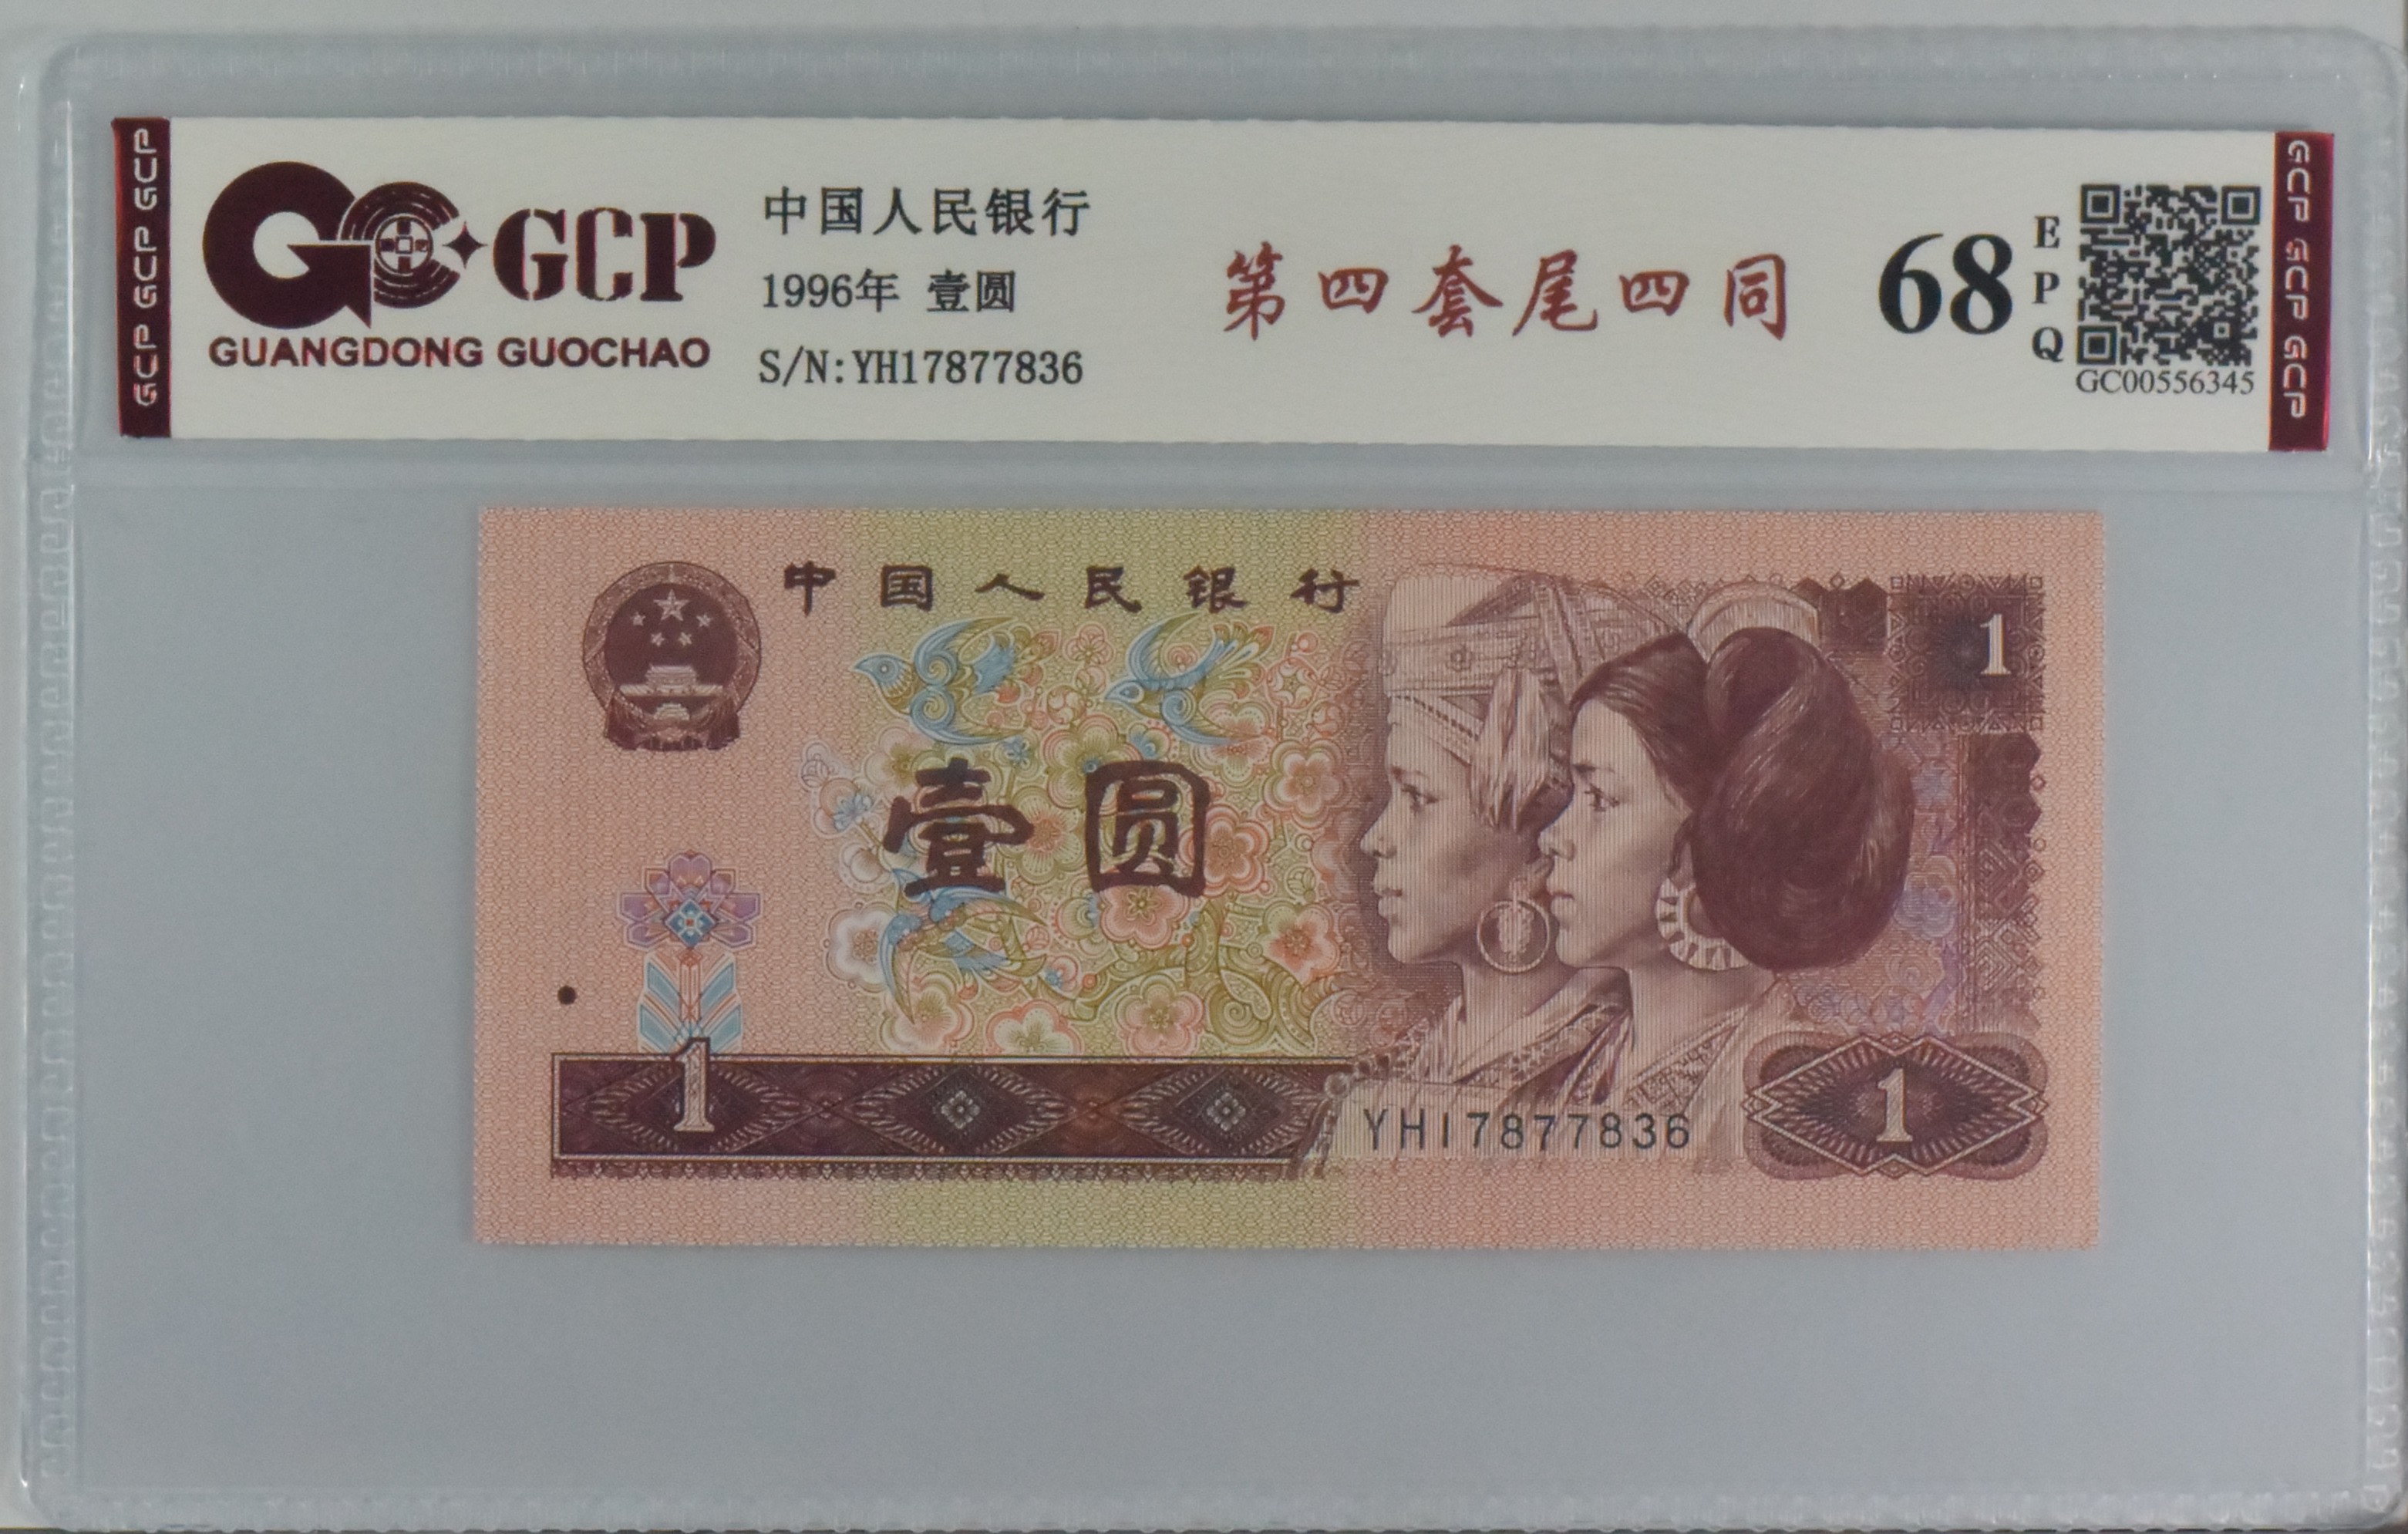 GCP GCP GCP
GCP
GUANGDONG GUOCHAO
中国人民银行
1996年 壹圆
S/N:YH17877836
第四套尾四同
68
EPQ
GC00556345
GCP GCP GCP
中国人民银行
1
壹圆
1
YH17877836
1